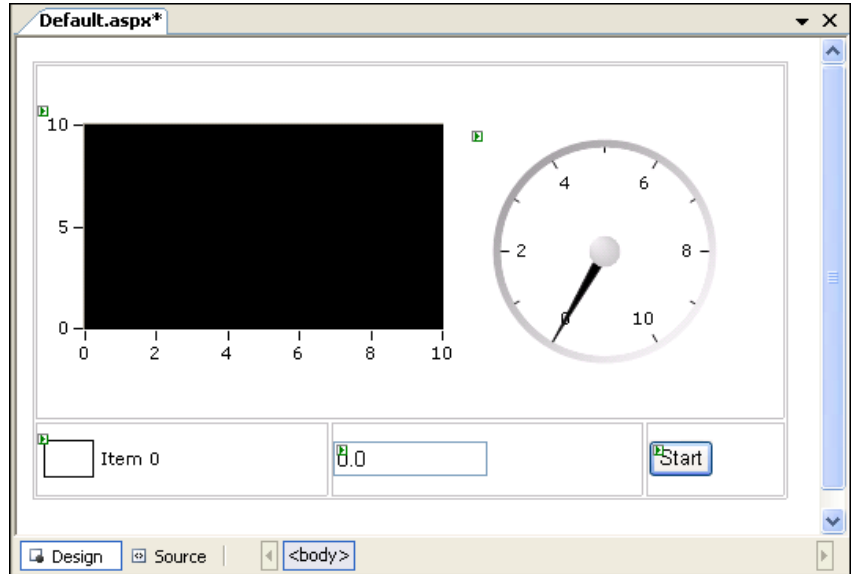 Default.aspx*
10
5
0
0 2 4 6 8 10
0 2 4 6 8 10
Item 0
0.0
Start
Design
Source
<body>